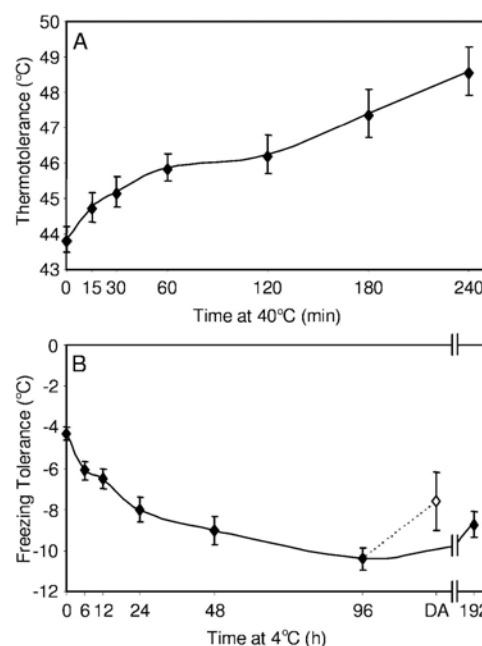 A
Thermotolerance (°C)
50
49
48
47
46
45
44
43
0 15 30 60 120 180 240
Time at 40°C (min)
B
Freezing Tolerance (°C)
0
-2
-4
-6
-8
-10
-12
0 6 12 24 48 96 DA 192
Time at 4°C (h)